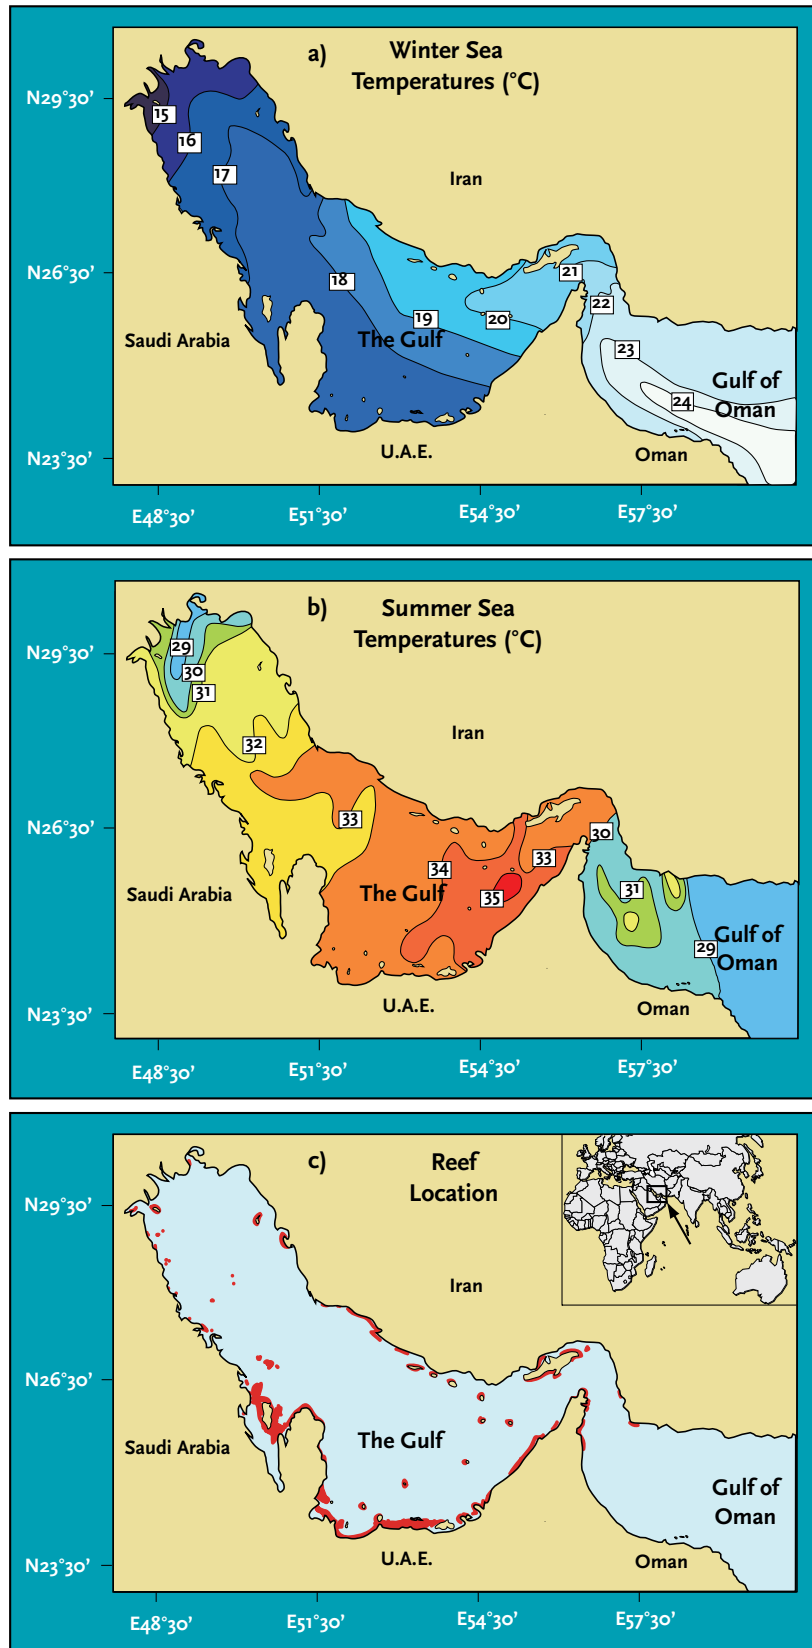 a)
Winter Sea
Temperatures (°C)
N29°30'
15
16
17
Iran
N26°30'
18
21
22
19
20
Saudi Arabia
The Gulf
23
Gulf of
Oman
24
U.A.E.
Oman
N23°30'
E48°30'
E51°30'
E54°30'
E57°30'
b)
Summer Sea
Temperatures (°C)
N29°30'
29
30
31
32
Iran
N26°30'
33
30
33
34
Saudi Arabia
The Gulf
35
31
Gulf of
Oman
29
U.A.E.
Oman
N23°30'
E48°30'
E51°30'
E54°30'
E57°30'
c)
Reef
Location
N29°30'
Iran
N26°30'
Saudi Arabia
The Gulf
Gulf of
Oman
U.A.E.
Oman
N23°30'
E48°30'
E51°30'
E54°30'
E57°30'